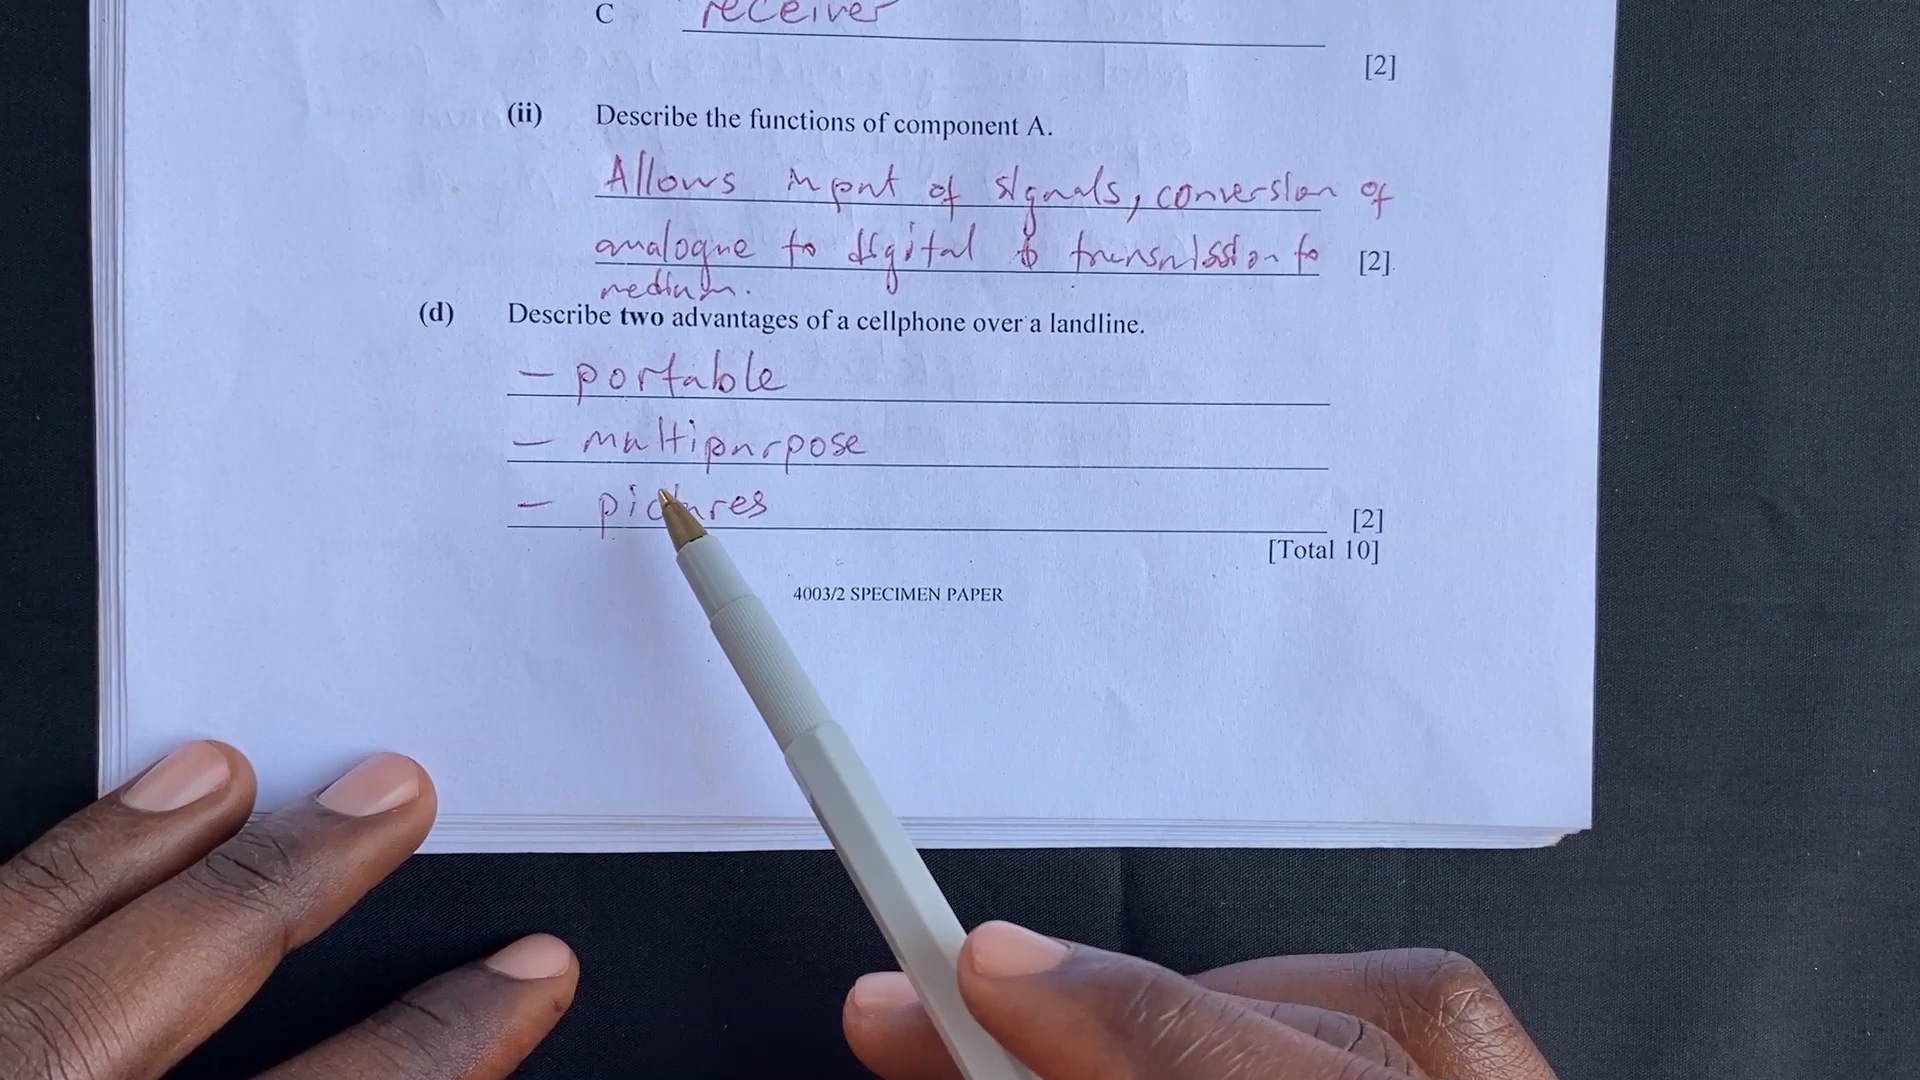 C receiver
[2]
(ii) Describe the functions of component A.
Allows input of signals, conversion of
analogue to digital & transmission to [2]
medium.
(d) Describe two advantages of a cellphone over a landline.
- portable
- multipurpose
- pictures [2]
[Total 10]
4003/2 SPECIMEN PAPER